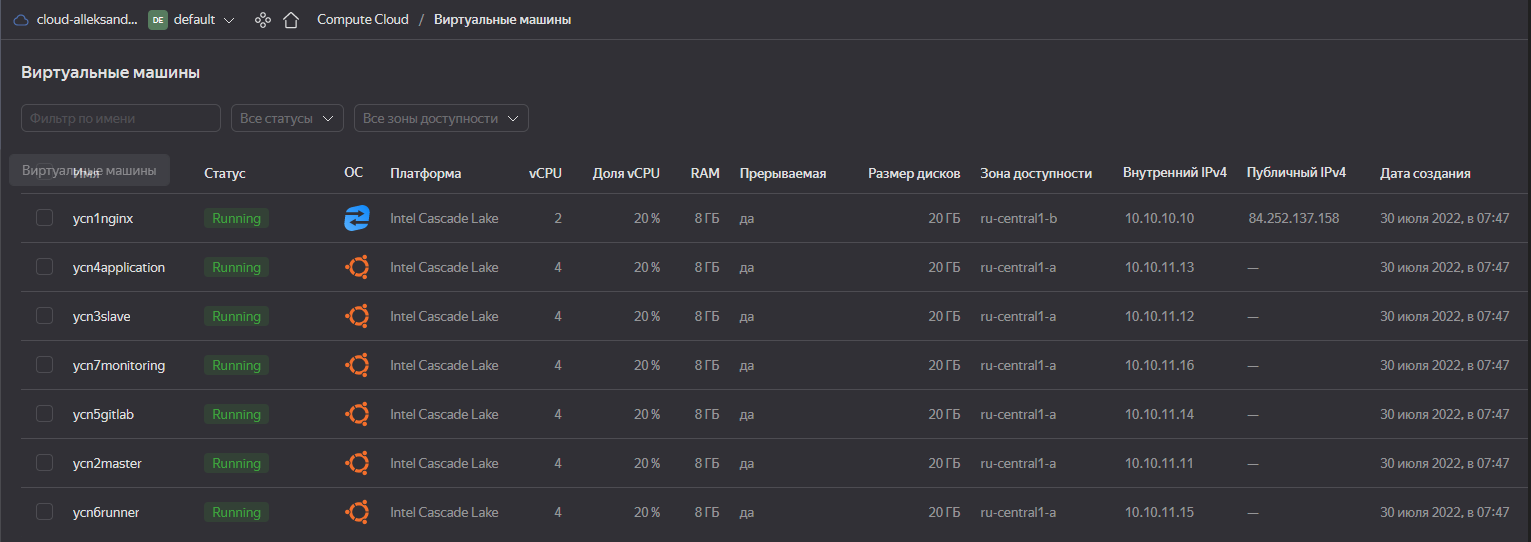 cloud-alleksand... DE default Compute Cloud / Виртуальные машины
Виртуальные машины
Фильтр по имени Все статусы Все зоны доступности
Виртуальные машины
Имя Статус ОС Платформа vCPU Доля vCPU RAM Прерываемая Размер дисков Зона доступности Внутренний IPv4 Публичный IPv4 Дата создания
ycn1nginx Running Intel Cascade Lake 2 20 % 8 ГБ да 20 ГБ ru-central1-b 10.10.10.10 84.252.137.158 30 июля 2022, в 07:47
ycn4application Running Intel Cascade Lake 4 20 % 8 ГБ да 20 ГБ ru-central1-a 10.10.11.13 — 30 июля 2022, в 07:47
ycn3slave Running Intel Cascade Lake 4 20 % 8 ГБ да 20 ГБ ru-central1-a 10.10.11.12 — 30 июля 2022, в 07:47
ycn7monitoring Running Intel Cascade Lake 4 20 % 8 ГБ да 20 ГБ ru-central1-a 10.10.11.16 — 30 июля 2022, в 07:47
ycn5gitlab Running Intel Cascade Lake 4 20 % 8 ГБ да 20 ГБ ru-central1-a 10.10.11.14 — 30 июля 2022, в 07:47
ycn2master Running Intel Cascade Lake 4 20 % 8 ГБ да 20 ГБ ru-central1-a 10.10.11.11 — 30 июля 2022, в 07:47
ycn6runner Running Intel Cascade Lake 4 20 % 8 ГБ да 20 ГБ ru-central1-a 10.10.11.15 — 30 июля 2022, в 07:47